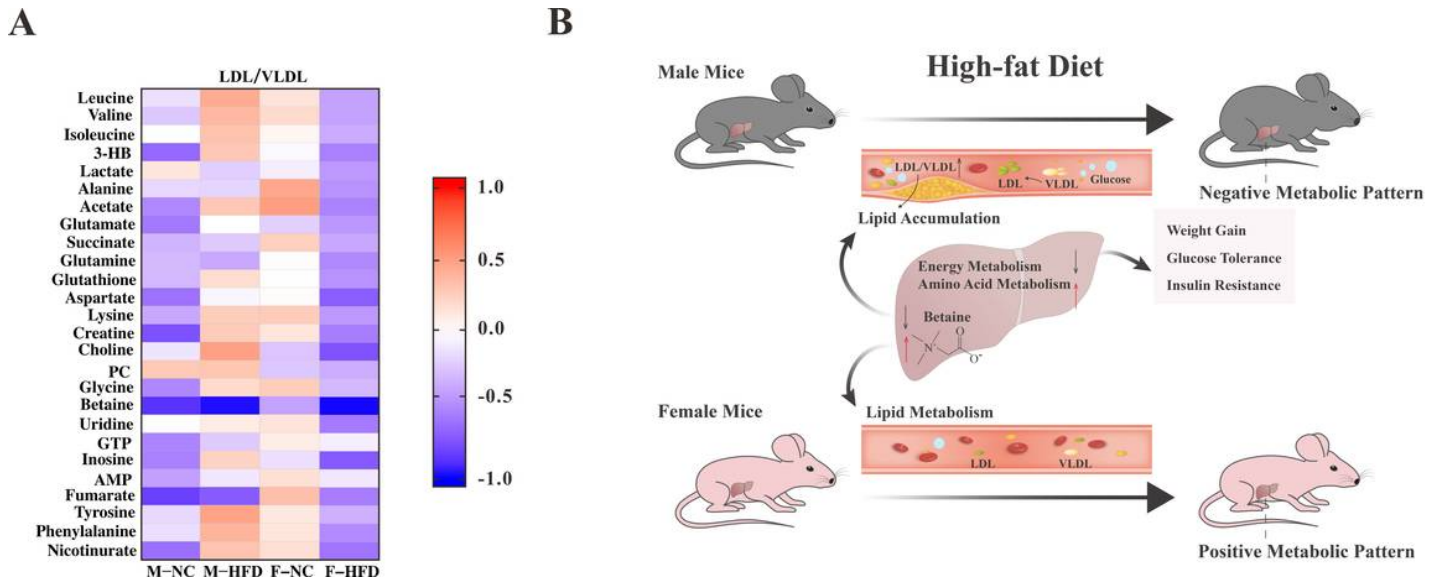 A
LDL/VLDL
Leucine
Valine
Isoleucine
3-HB
Lactate
Alanine
Acetate
Glutamate
Succinate
Glutamine
Glutathione
Aspartate
Lysine
Creatine
Choline
PC
Glycine
Betaine
Uridine
GTP
Inosine
AMP
Fumarate
Tyrosine
Phenylalanine
Nicotinurate
M-NC M-HFD F-NC F-HFD
1.0
0.5
0.0
-0.5
-1.0
B
Male Mice
High-fat Diet
LDL/VLDL
LDL
VLDL
Glucose
Negative Metabolic Pattern
Lipid Accumulation
Weight Gain
Glucose Tolerance
Insulin Resistance
Energy Metabolism
Amino Acid Metabolism
Betaine
O
N+
O-
Female Mice
Lipid Metabolism
LDL
VLDL
Positive Metabolic Pattern